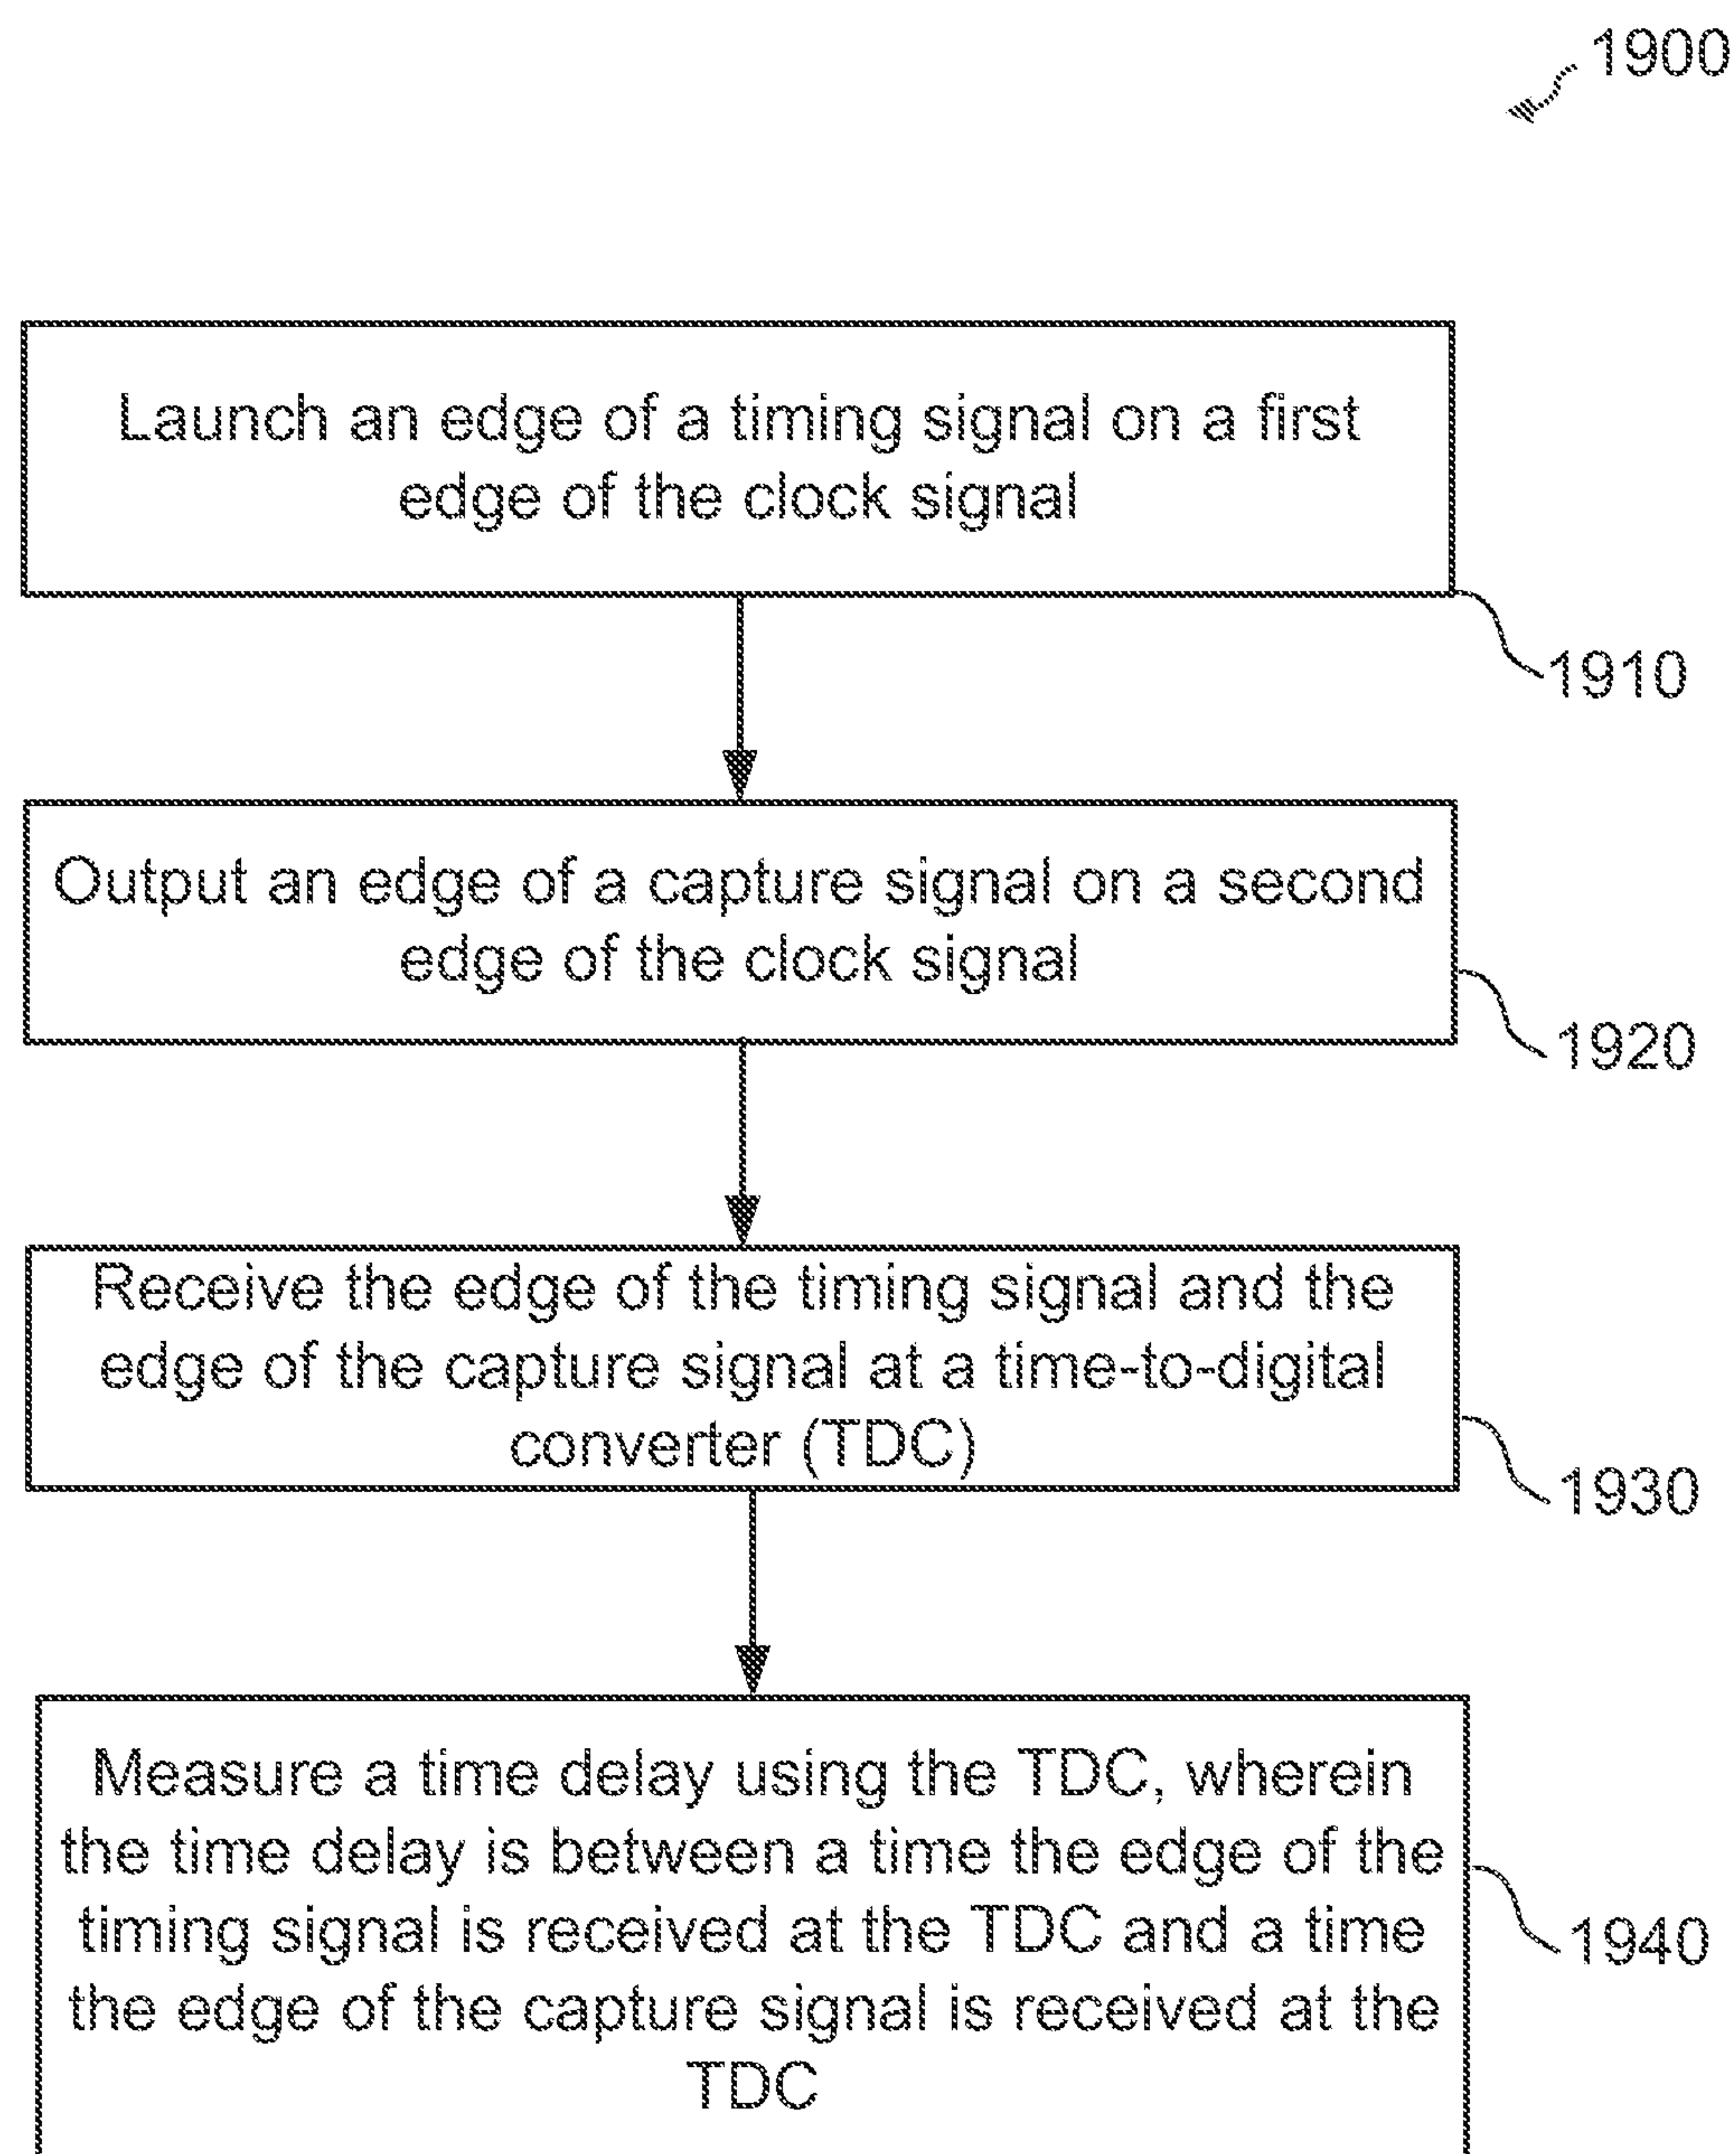 1900
Launch an edge of a timing signal on a first
edge of the clock signal
1910
Output an edge of a capture signal on a second
edge of the clock signal
1920
Receive the edge of the timing signal and the
edge of the capture signal at a time-to-digital
converter (TDC)
1930
Measure a time delay using the TDC, wherein
the time delay is between a time the edge of the
timing signal is received at the TDC and a time
the edge of the capture signal is received at the
TDC
1940